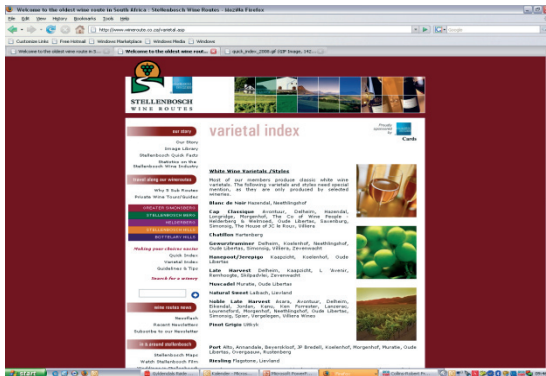 Welcome to the oldest wine route in South Africa : Stellenbosch Wine Routes - Mozilla Firefox
File Edit View History Bookmarks Tools Help
http://www.wineroute.co.za/varietal.asp
Customize Links Free Hotmail Windows Marketplace Windows Media Windows
Welcome to the oldest wine route in S...
Welcome to the oldest wine rout...
STELLENBOSCH
WINE ROUTES
our story
Our Story
Image Library
Stellenbosch Quick Facts
Statistics on the
Stellenbosch Wine Industry
travel along our wineroutes
Why 5 Sub Routes
Private Wine Tours/Guides
GREATER SIMONSBERG
STELLENBOSCH BERG
HELDERBERG
STELLENBOSCH HILLS
BOTTELARY HILLS
Making your choices easier
Quick Index
Varietal Index
Guidelines & Tips
Search for a winery
wine routes news
Newsflash
Recent Newsletters
Subscribe to our Newsletter
in & around stellenbosch
Stellenbosch Maps
Watch Stellenbosch Film
varietal index
Proudly
sponsored
by
Cards
White Wine Varietals /Styles
Most of our members produce classic white wine
varietals. The following varietals and styles need special
mention, as they are only produced by selected
wineries.
Blanc de Noir Hazendal, Neethlingshof
Cap Classique Avontuur, Delheim, Hazendal,
Longridge, Morgenhof, The Co of Wine People -
Helderberg & Welmoed, Oude Libertas, Saxenburg,
Simonsig, The House of JC le Roux, Villiera
Chatillon Hartenberg
Gewurztraminer Delheim, Koelenhof, Neethlingshof,
Oude Libertas, Simonsig, Villiera, Zevenwacht
Hanepoot/Jerepigo Kaapzicht, Koelenhof, Oude
Libertas
Late Harvest Delheim, Kaapzicht, L'Avenir,
Remhoogte, Skilpadvlei, Zevenwacht
Muscadel Muratie, Oude Libertas
Natural Sweet Laibach, Lievland
Noble Late Harvest Asara, Avontuur, Delheim,
Eikendal, Jordan, Kanu, Ken Forrester, Lanzerac,
Lourensford, Morgenhof, Neethlingshof, Oude Libertas,
Simonsig, Spier, Vergelegen, Villiera Wines
Pinot Grigio
Port Alto, Annandale, Beyerskloof, JP Bredell, Koelenhof, Morgenhof, Muratie, Oude
Libertas, Overgaauw, Rustenberg
Riesling Flagstone, Lievland
start